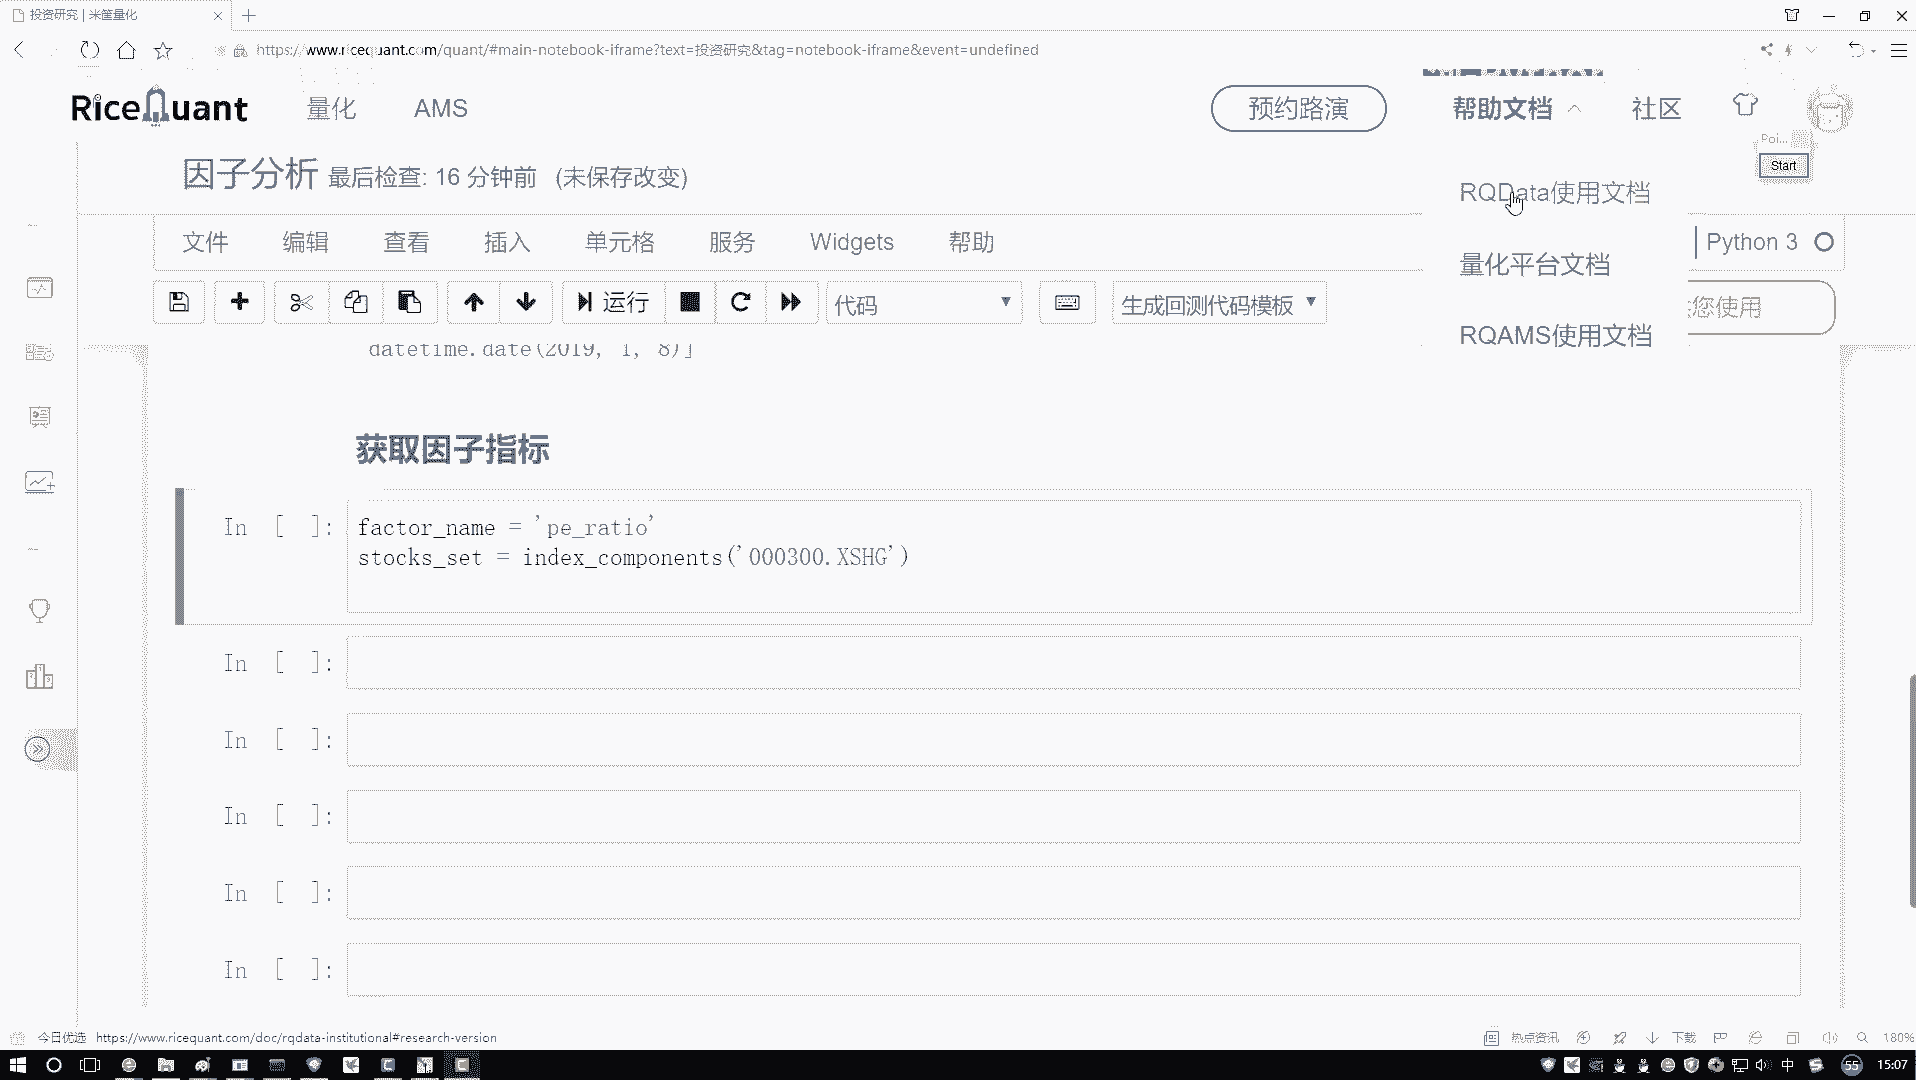 投资研究 | 米筐量化
https://www.ricequant.com/quant/#main-notebook-iframe?text=投资研究&tag=notebook-iframe&event=undefined
RiceQuant 量化 AMS 预约路演 帮助文档 社区
Poi...
Start
因子分析 最后检查: 16 分钟前 (未保存改变)
RQData使用文档
文件 编辑 查看 插入 单元格 服务 Widgets 帮助 Python 3
量化平台文档
运行 代码 生成回测代码模板 您使用
RQAMS使用文档
datetime.date(2019, 1, 8)]
获取因子指标
In [ ]: factor_name = 'pe_ratio'
stocks_set = index_components('000300.XSHG')
In [ ]:
In [ ]:
In [ ]:
In [ ]:
In [ ]:
今日优选 https://www.ricequant.com/doc/rqdata-institutional#research-version 热点资讯 下载 180%
中 55 15:07